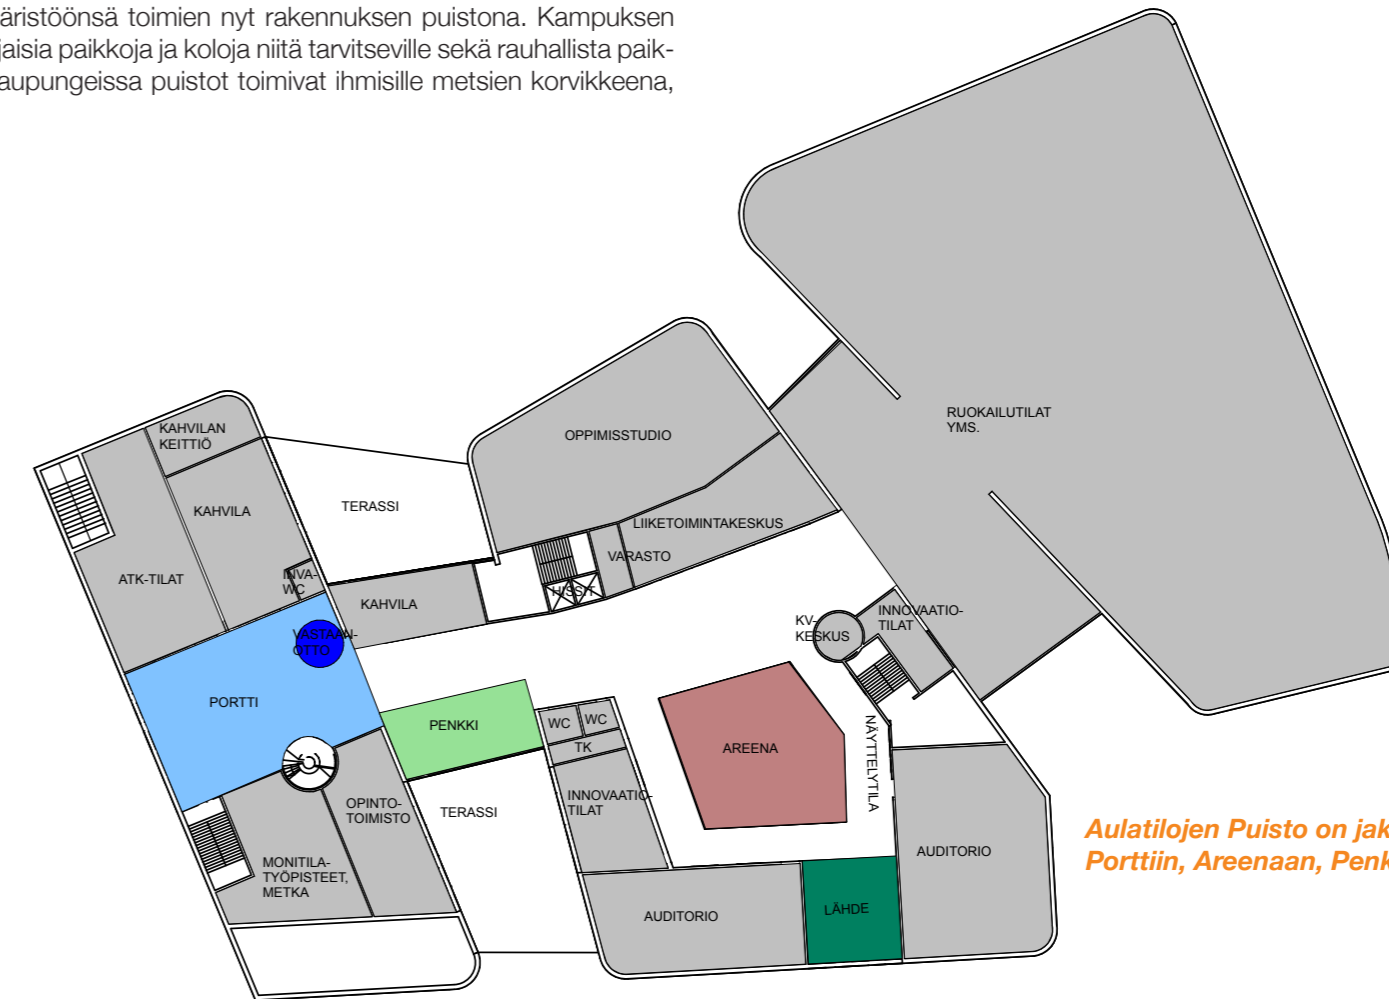 äristöönsä toimien nyt rakennuksen puistona. Kampuksen
jaisia paikkoja ja koloja niitä tarvitseville sekä rauhallista paik-
aupungeissa puistot toimivat ihmisille metsien korvikkeena,
KAHVILAN
KEITTIÖ
KAHVILA
ATK-TILAT
INVA-
WC
TERASSI
KAHVILA
VASTAAN-
OTTO
PORTTI
PENKKI
OPPIMISSTUDIO
LIIKETOIMINTAKESKUS
VARASTO
HISSIT
RUOKAILUTILAT
YMS.
KV-
KESKUS
INNOVAATIO-
TILAT
NÄYTTELYTILA
AREENA
WC
WC
TK
INNOVAATIO-
TILAT
TERASSI
OPINTO-
TOIMISTO
MONITILA-
TYÖPISTEET,
METKA
AUDITORIO
LÄHDE
AUDITORIO
Aulatilojen Puisto on jak
Porttiin, Areenaan, Penk